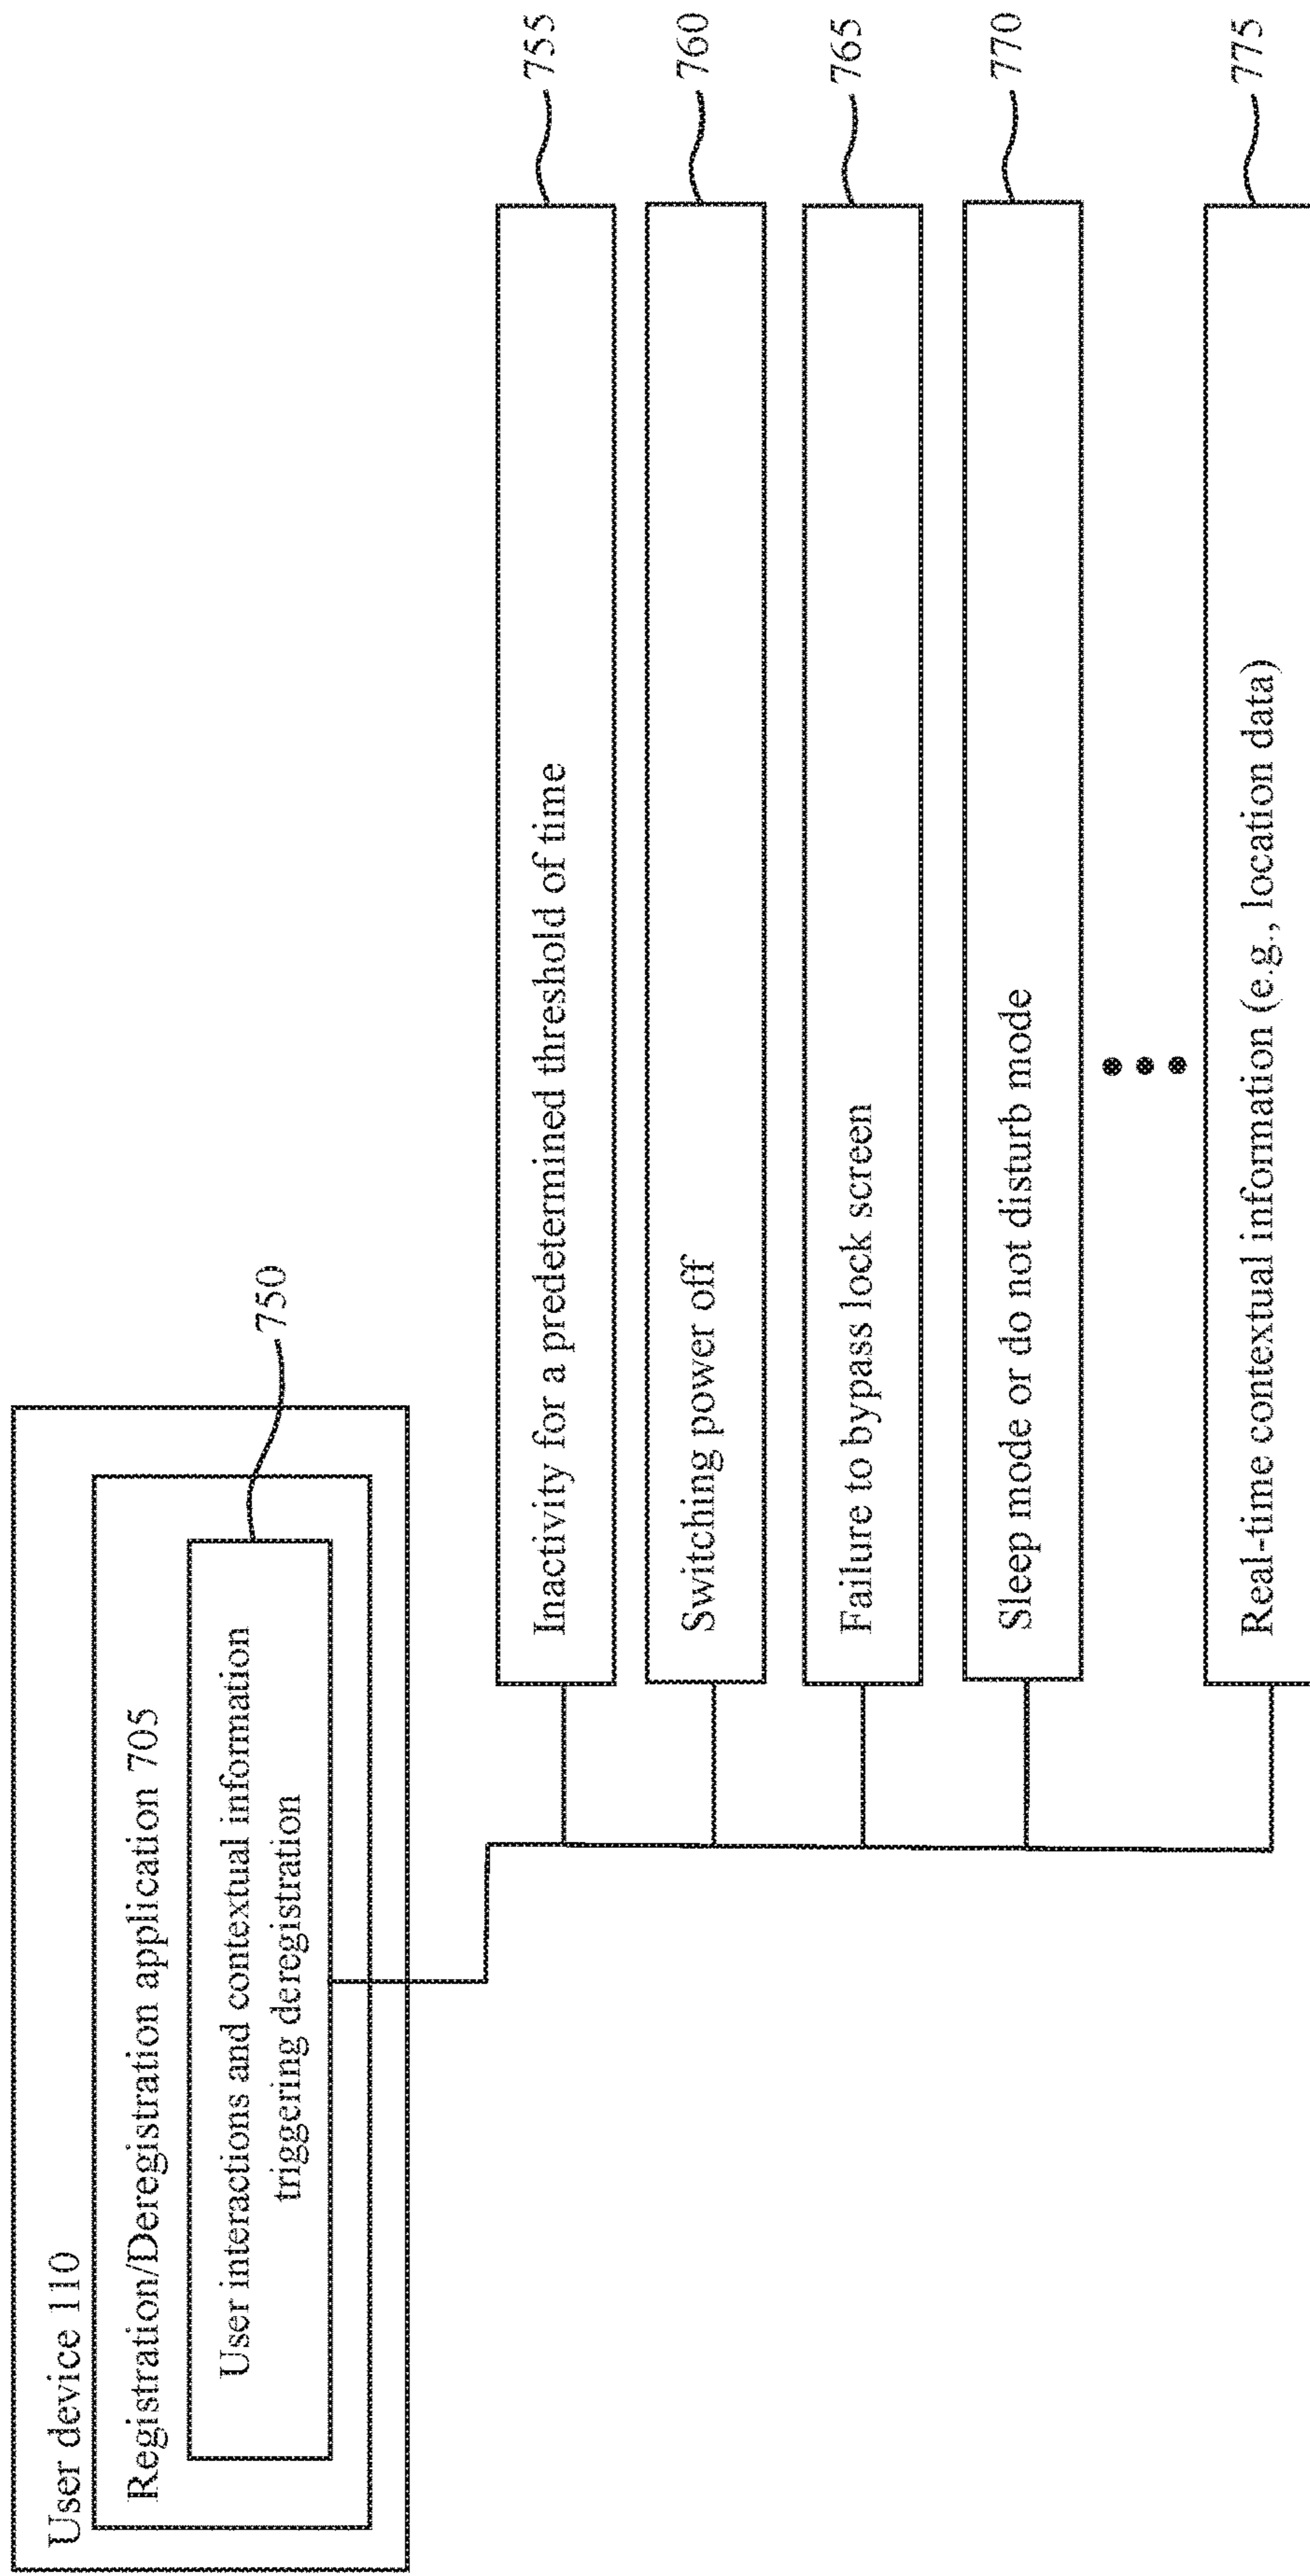 User device 110
Registration/Deregistration application 705
User interactions and contextual information
triggering deregistration
750
Inactivity for a predetermined threshold of time
755
Switching power off
760
Failure to bypass lock screen
765
Sleep mode or do not disturb mode
770
Real-time contextual information (e.g., location data)
775